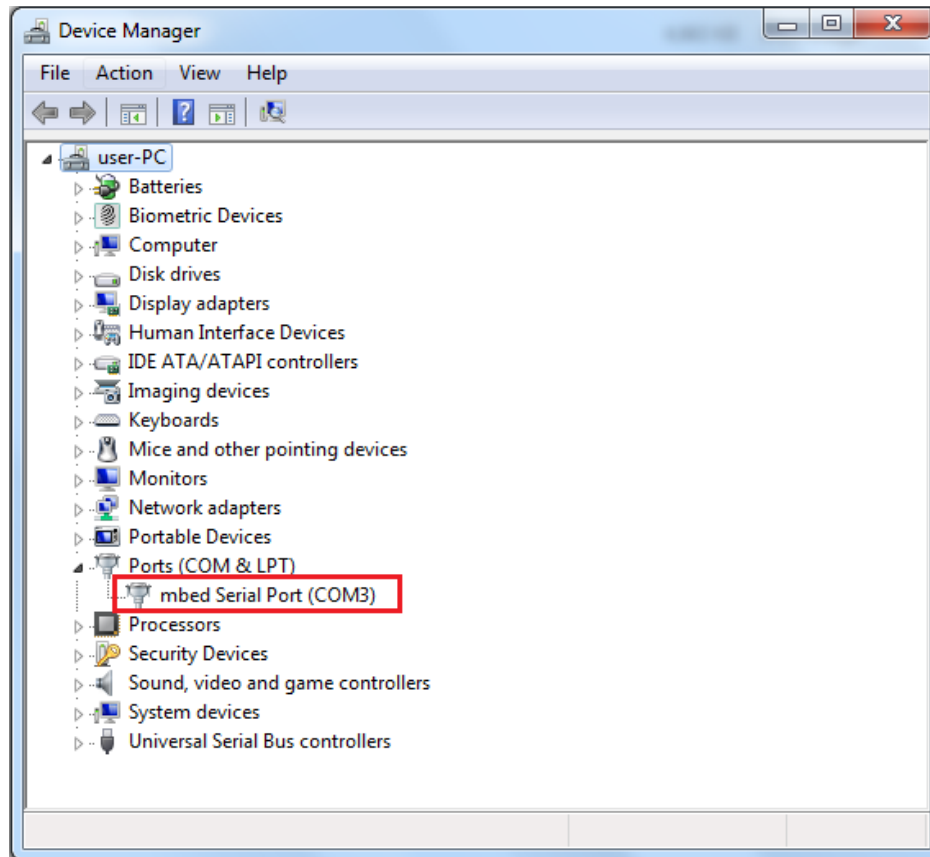 Device Manager
File Action View Help
user-PC
Batteries
Biometric Devices
Computer
Disk drives
Display adapters
Human Interface Devices
IDE ATA/ATAPI controllers
Imaging devices
Keyboards
Mice and other pointing devices
Monitors
Network adapters
Portable Devices
Ports (COM & LPT)
mbed Serial Port (COM3)
Processors
Security Devices
Sound, video and game controllers
System devices
Universal Serial Bus controllers